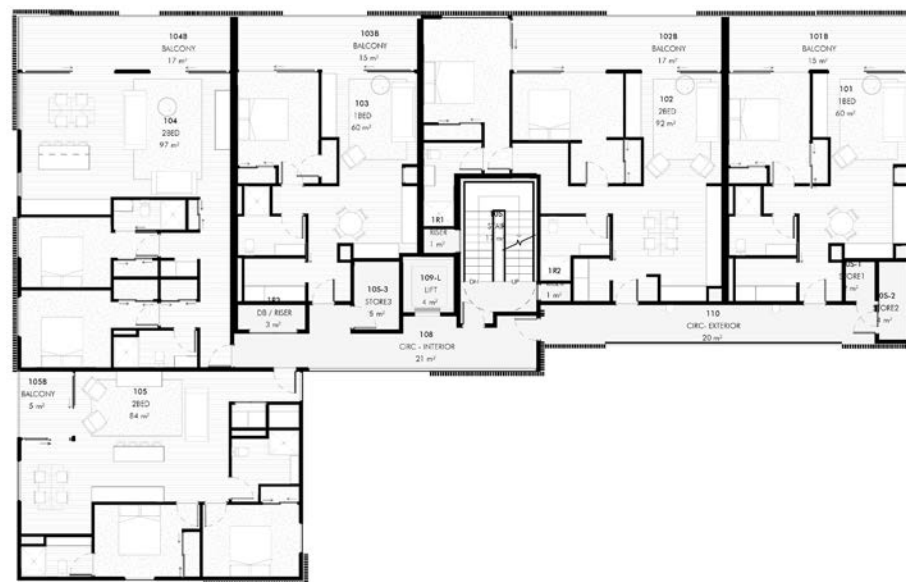 104B
BALCONY
17 m²
103B
BALCONY
15 m²
102B
BALCONY
17 m²
101B
BALCONY
15 m²
104
2BED
97 m²
103
1BED
60 m²
102
2BED
92 m²
101
1BED
60 m²
1R1
RISER
1 m²
STAIR
109-L
LIFT
4 m²
105-3
STORE3
5 m²
DB / RISER
3 m²
1R2
1 m²
STORE1
STORE2
4 m²
108
CIRC - INTERIOR
21 m²
110
CIRC- EXTERIOR
20 m²
105B
BALCONY
5 m²
105
2BED
84 m²
DN
UP